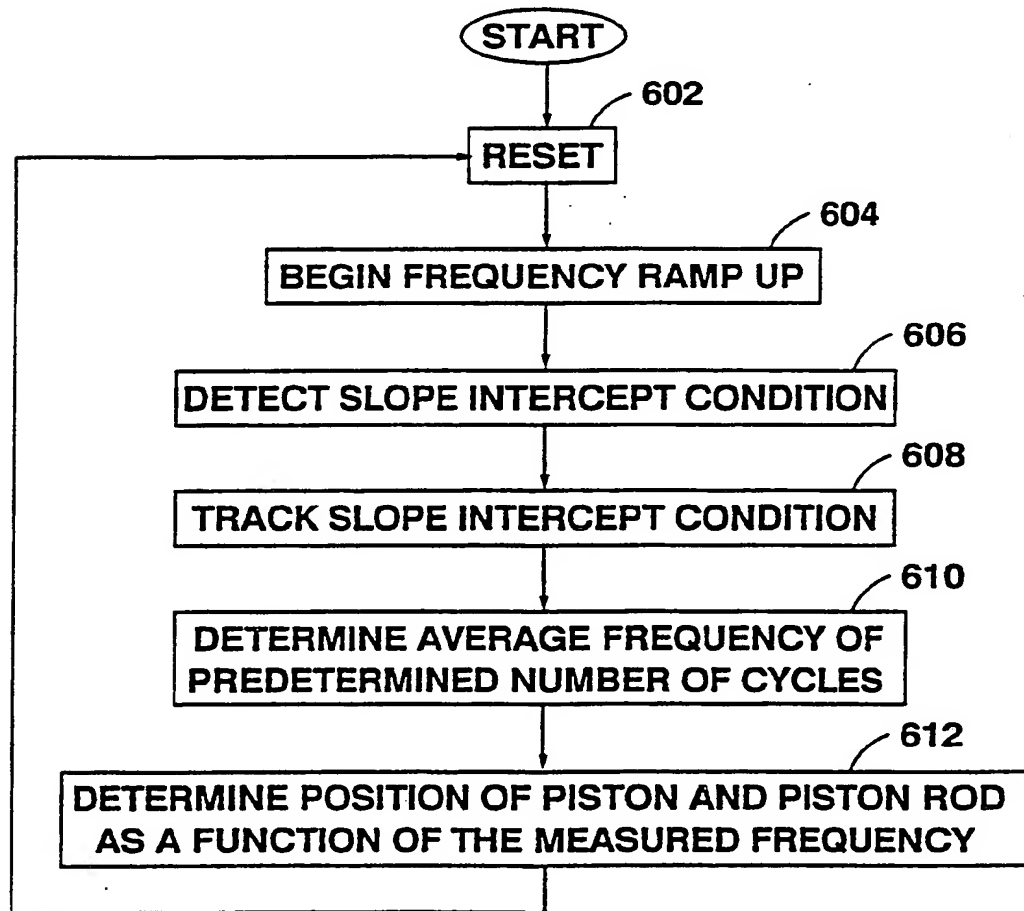 START
602
RESET
604
BEGIN FREQUENCY RAMP UP
606
DETECT SLOPE INTERCEPT CONDITION
608
TRACK SLOPE INTERCEPT CONDITION
610
DETERMINE AVERAGE FREQUENCY OF
PREDETERMINED NUMBER OF CYCLES
612
DETERMINE POSITION OF PISTON AND PISTON ROD
AS A FUNCTION OF THE MEASURED FREQUENCY